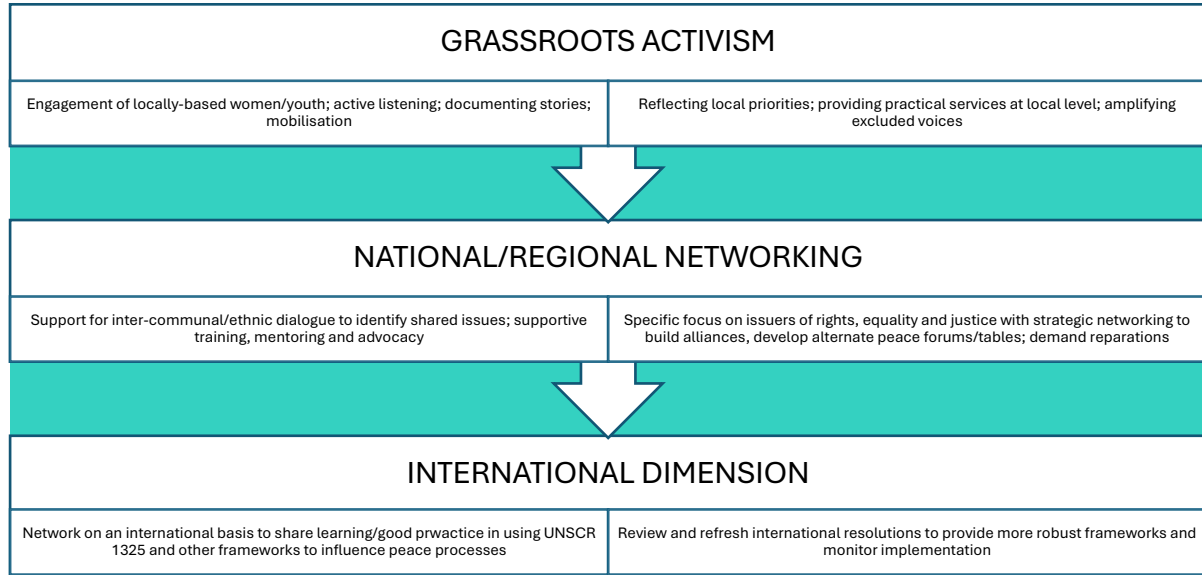 GRASSROOTS ACTIVISM
Engagement of locally-based women/youth; active listening; documenting stories;
mobilisation
Reflecting local priorities; providing practical services at local level; amplifying
excluded voices
NATIONAL/REGIONAL NETWORKING
Support for inter-communal/ethnic dialogue to identify shared issues; supportive
training, mentoring and advocacy
Specific focus on issuers of rights, equality and justice with strategic networking to
build alliances, develop alternate peace forums/tables; demand reparations
INTERNATIONAL DIMENSION
Network on an international basis to share learning/good prwactice in using UNSCR
1325 and other frameworks to influence peace processes
Review and refresh international resolutions to provide more robust frameworks and
monitor implementation